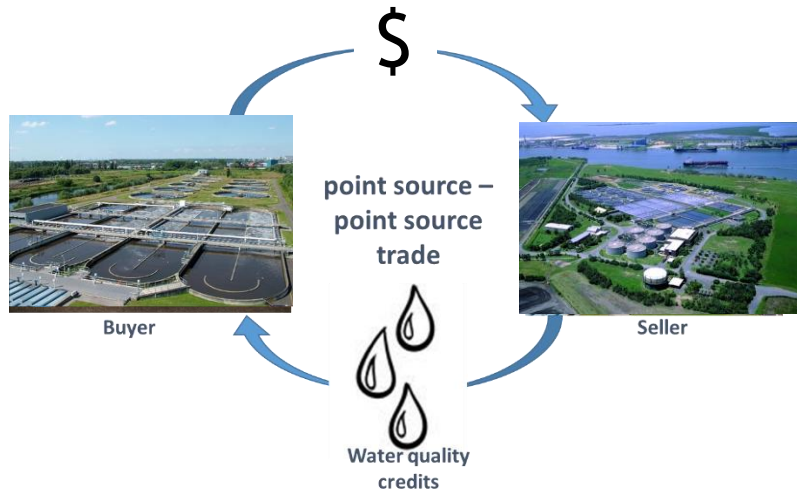 $
point source –
point source
trade
Buyer
Seller
Water quality
credits